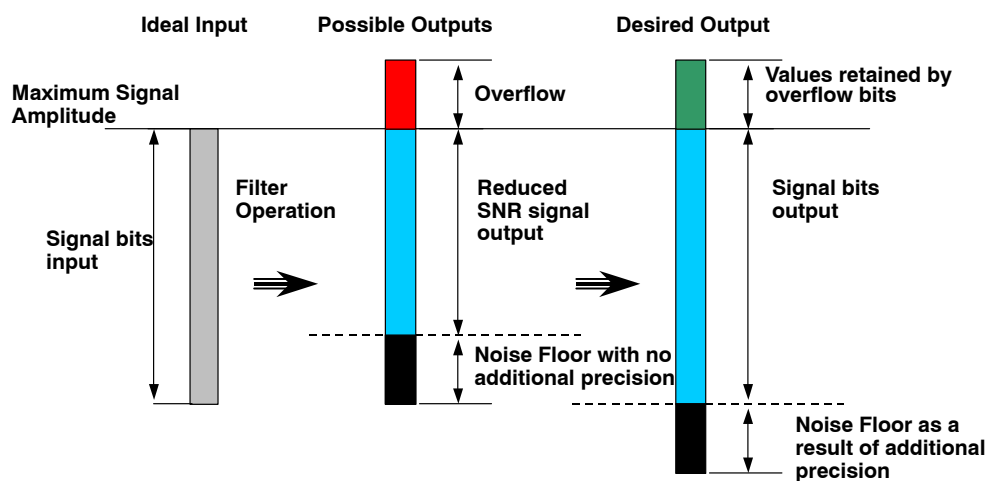 Ideal Input
Possible Outputs
Desired Output
Maximum Signal
Amplitude
Overflow
Values retained by
overflow bits
Filter
Operation
Signal bits
input
Reduced
SNR signal
output
Signal bits
output
Noise Floor with no
additional precision
Noise Floor as a
result of additional
precision